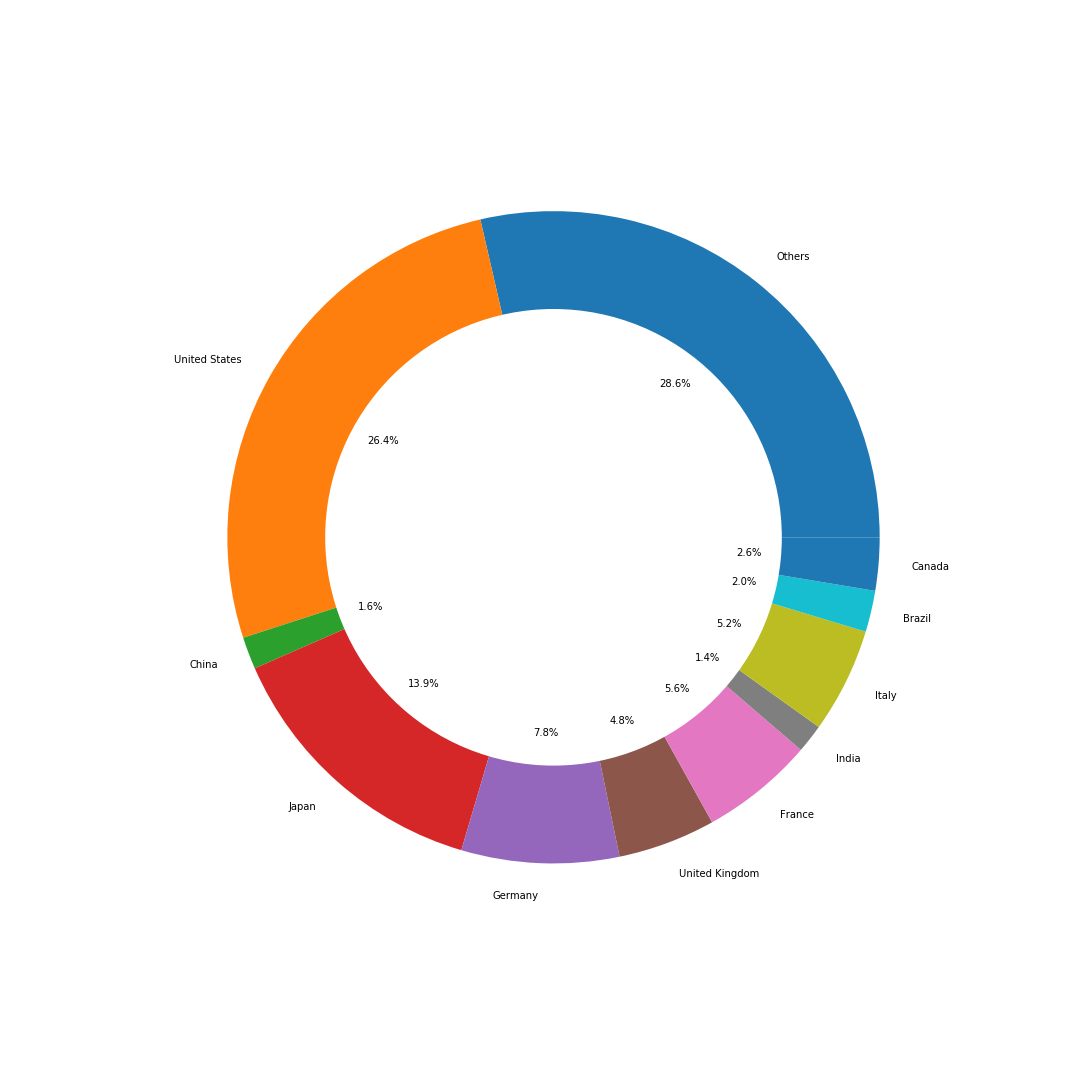 Others
28.6%
United States
26.4%
China
1.6%
Japan
13.9%
Germany
7.8%
United Kingdom
4.8%
France
5.6%
India
1.4%
Italy
5.2%
Brazil
2.0%
Canada
2.6%